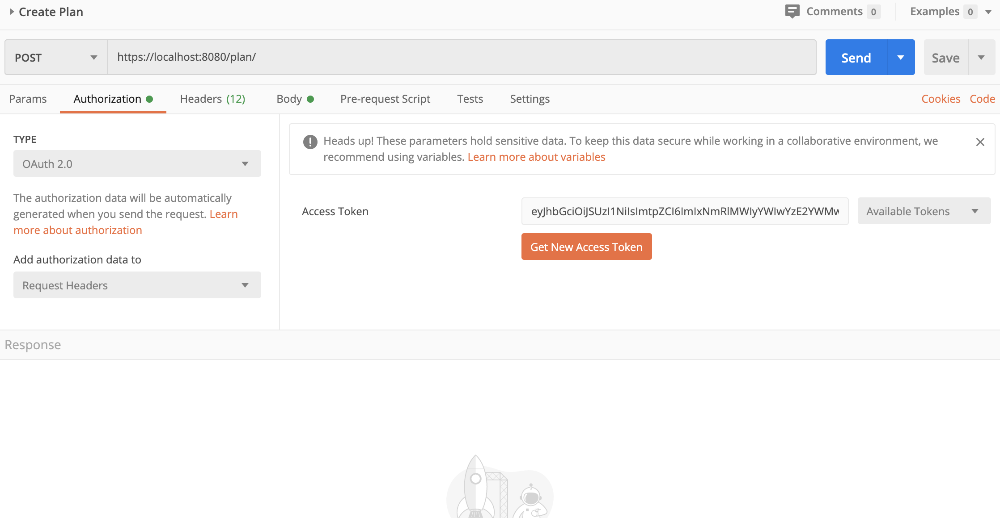 Create Plan
Comments 0
Examples 0
POST
https://localhost:8080/plan/
Send
Save
Params
Authorization
Headers (12)
Body
Pre-request Script
Tests
Settings
Cookies
Code
TYPE
OAuth 2.0
The authorization data will be automatically
generated when you send the request. Learn
more about authorization
Add authorization data to
Request Headers
Heads up! These parameters hold sensitive data. To keep this data secure while working in a collaborative environment, we
recommend using variables. Learn more about variables
Access Token
Available Tokens
Get New Access Token
Response